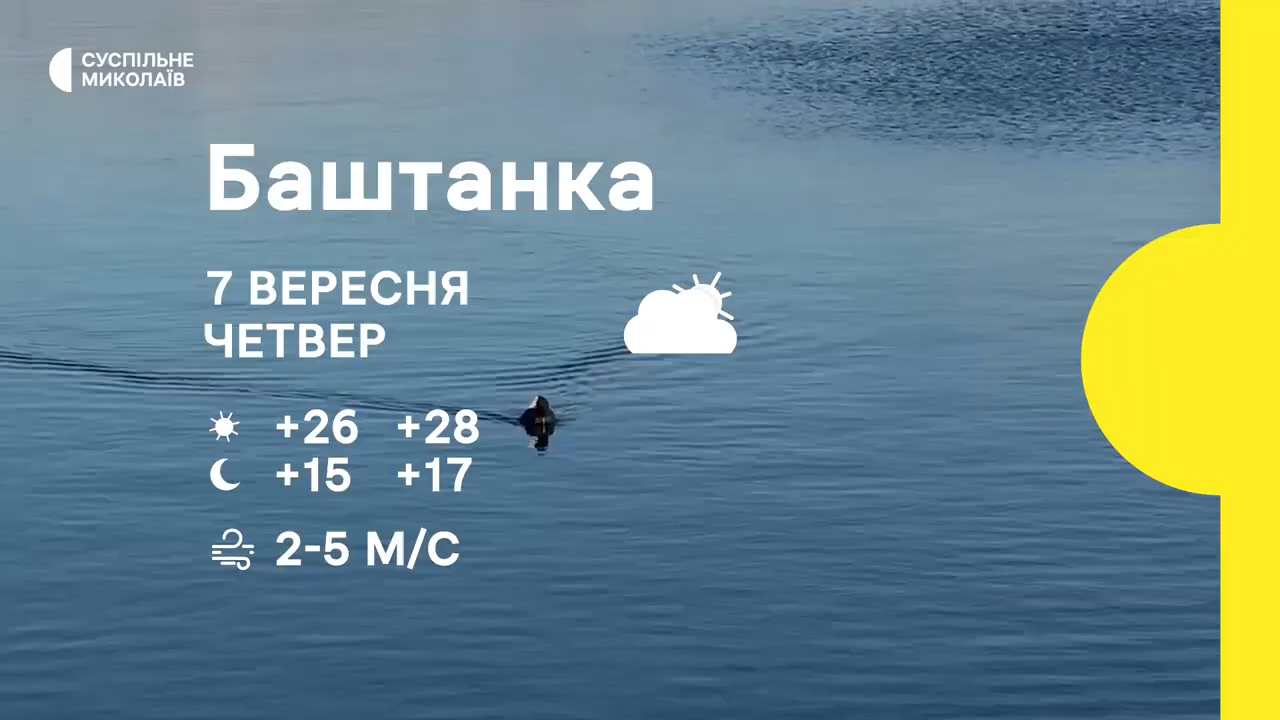 СУСПІЛЬНЕ
МИКОЛАЇВ
Баштанка
7 ВЕРЕСНЯ
ЧЕТВЕР
+26 +28
+15 +17
2-5 М/С